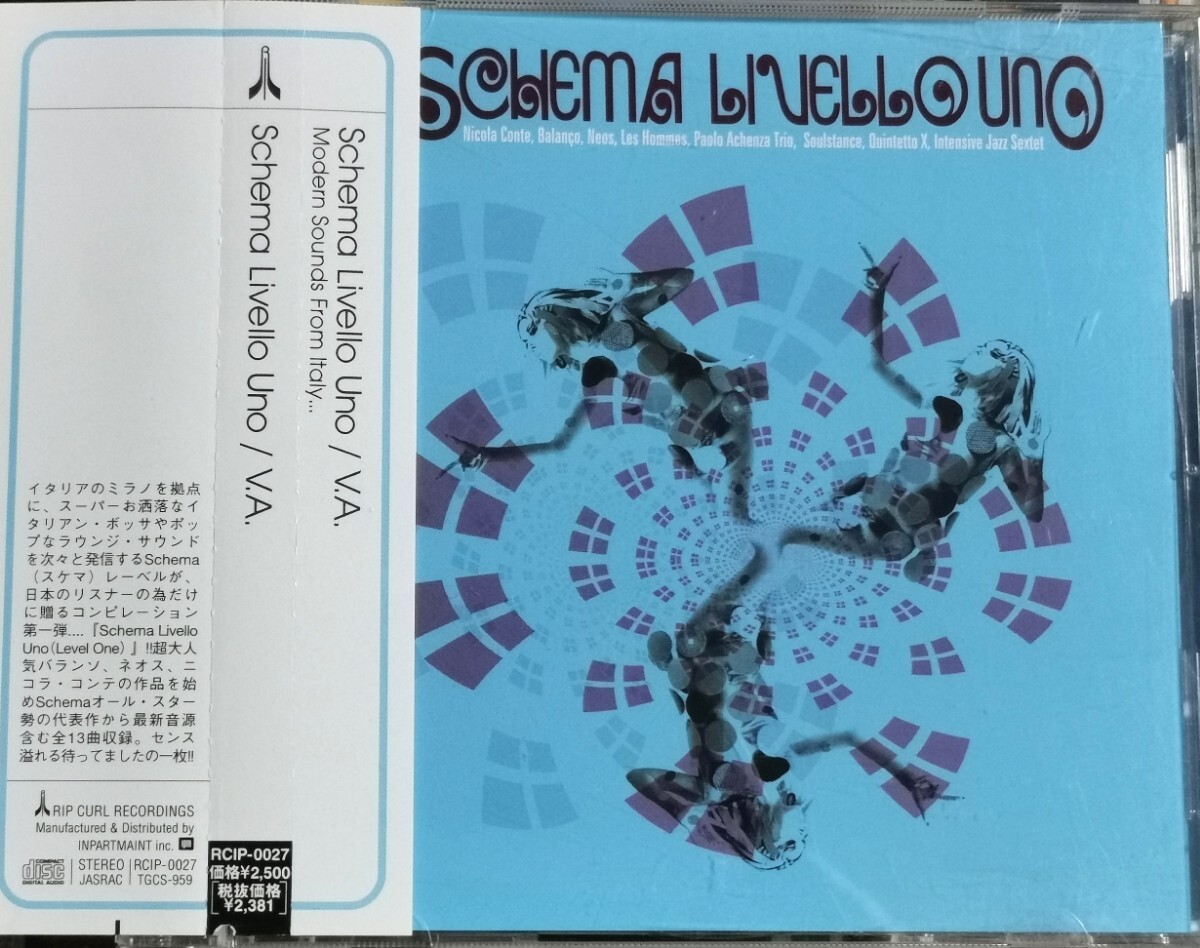 Schema Livello Uno / V.A.
Modern Sounds From Italy...
Schema Livello Uno / V.A.
イタリアのミラノを拠点
に、スーパーお洒落なイ
タリアン・ボッサやポッ
プなラウンジ・サウンド
を次々と発信するSchema
（スケマ）レーベルが、
日本のリスナーの為だけ
に贈るコンピレーション
第一弾....『Schema Livello
Uno(Level One) 』!!超大人
気バランソ、ネオス、ニ
コラ・コンテの作品を始
めSchemaオール・スター
勢の代表作から最新音源
含む全13曲収録。センス
溢れる待ってましたの一枚!!
RIP CURL RECORDINGS
Manufactured & Distributed by
INPARTMAINT inc.
COMPACT
disc
DIGITAL AUDIO
STEREO
JASRAC
RCIP-0027
TGCS-959
RCIP-0027
価格¥2,500
税抜価格
¥2,381
SCHEMA LIVELLO UNO
Nicola Conte, Balanço, Neos, Les Hommes, Paolo Achenza Trio, Soulstance, Quintetto X, Intensive Jazz Sextet